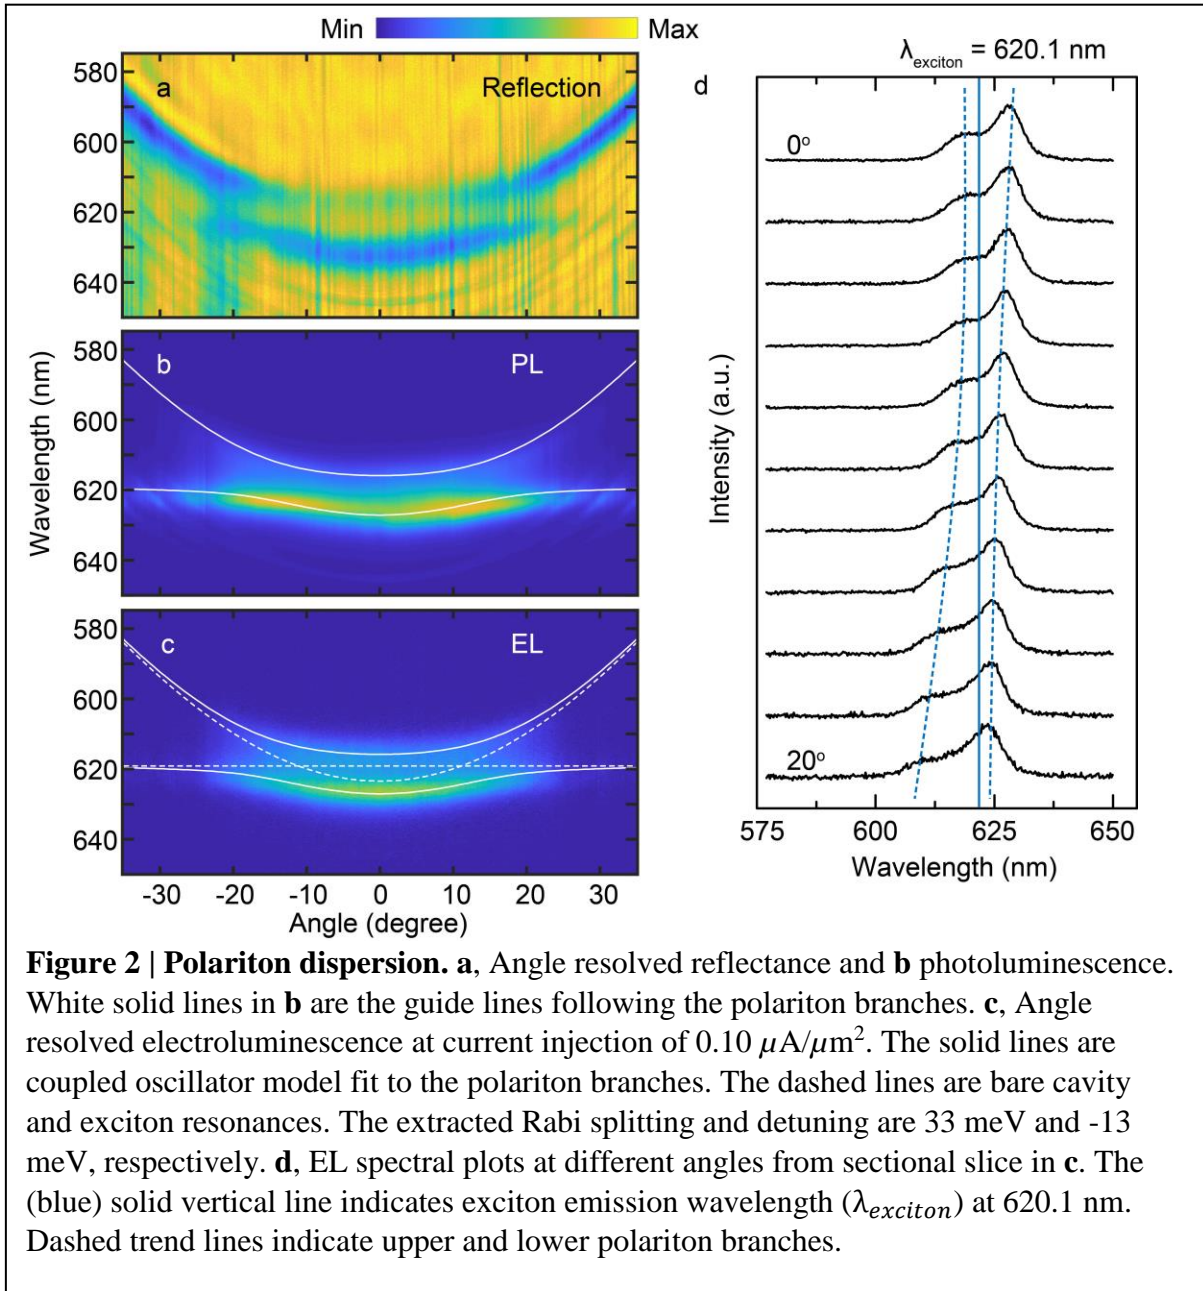 Min Max
λexciton = 620.1 nm
a Reflection
580
600
620
640
b PL
580
600
620
640
c EL
580
600
620
640
-30 -20 -10 0 10 20 30
Angle (degree)
Wavelength (nm)
d
0°
20°
Intensity (a.u.)
575 600 625 650
Wavelength (nm)
Figure 2 | Polariton dispersion. a, Angle resolved reflectance and b photoluminescence.
White solid lines in b are the guide lines following the polariton branches. c, Angle
resolved electroluminescence at current injection of 0.10 μA/μm². The solid lines are
coupled oscillator model fit to the polariton branches. The dashed lines are bare cavity
and exciton resonances. The extracted Rabi splitting and detuning are 33 meV and -13
meV, respectively. d, EL spectral plots at different angles from sectional slice in c. The
(blue) solid vertical line indicates exciton emission wavelength (λexciton) at 620.1 nm.
Dashed trend lines indicate upper and lower polariton branches.